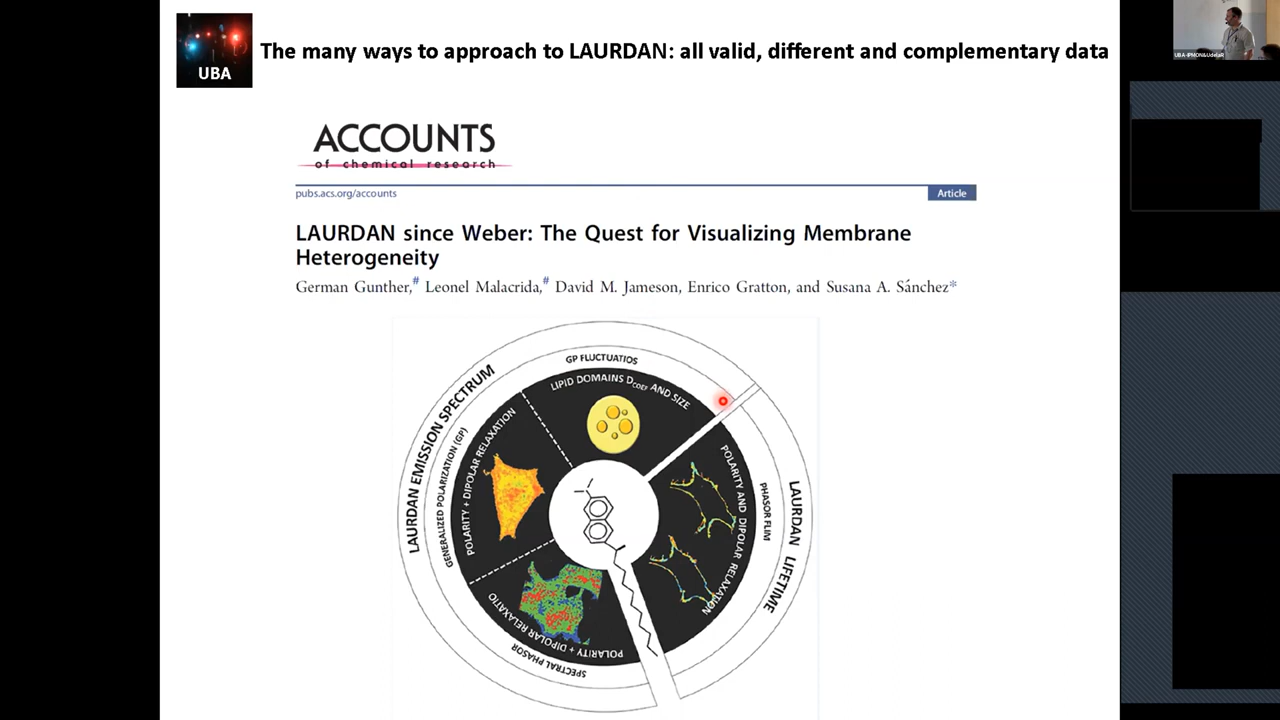 UBA
The many ways to approach to LAURDAN: all valid, different and complementary data
UBA-IPMON&UdelaR
ACCOUNTS
of chemical research
pubs.acs.org/accounts
Article
LAURDAN since Weber: The Quest for Visualizing Membrane
Heterogeneity
German Gunther,# Leonel Malacrida,# David M. Jameson, Enrico Gratton, and Susana A. Sánchez*
LAURDAN EMISSION SPECTRUM
GP FLUCTUATIOS
LIPID DOMAINS DCOEF AND SIZE
GENERALIZED POLARIZATION (GP)
POLARITY + DIPOLAR RELAXATION
POLARITY AND DIPOLAR RELAXATION
PHASOR FLIM
LAURDAN LIFETIME
POLARITY + DIPOLAR RELAXATIO
SPECTRAL PHASOR